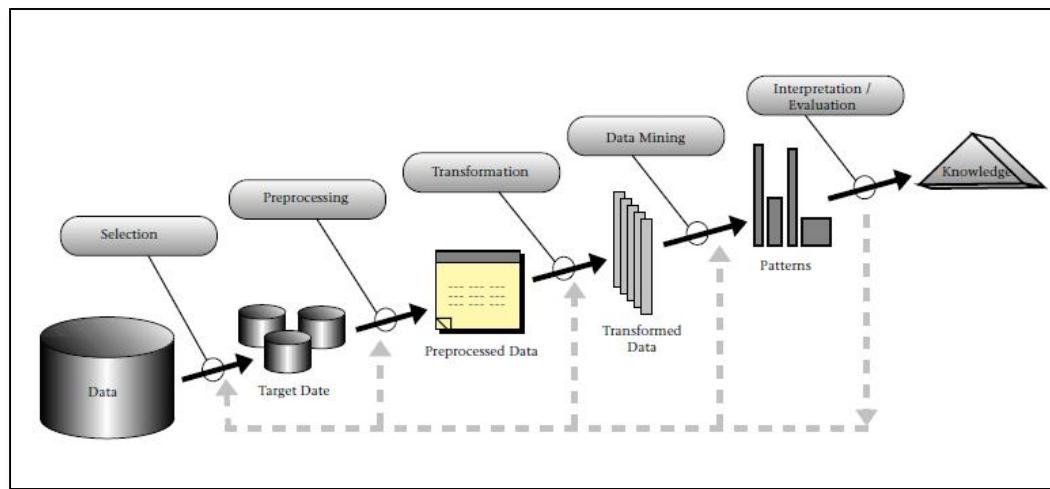 Interpretation /
Evaluation
Data Mining
Transformation
Preprocessing
Selection
Knowledge
Patterns
Transformed
Data
Preprocessed Data
Target Date
Data